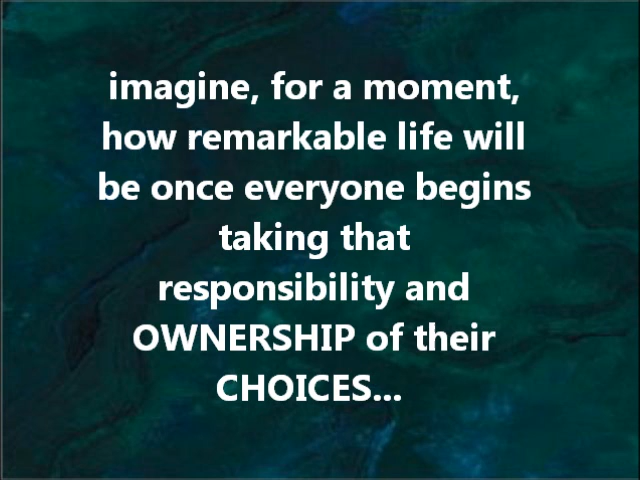 imagine, for a moment,
how remarkable life will
be once everyone begins
taking that
responsibility and
OWNERSHIP of their
CHOICES...